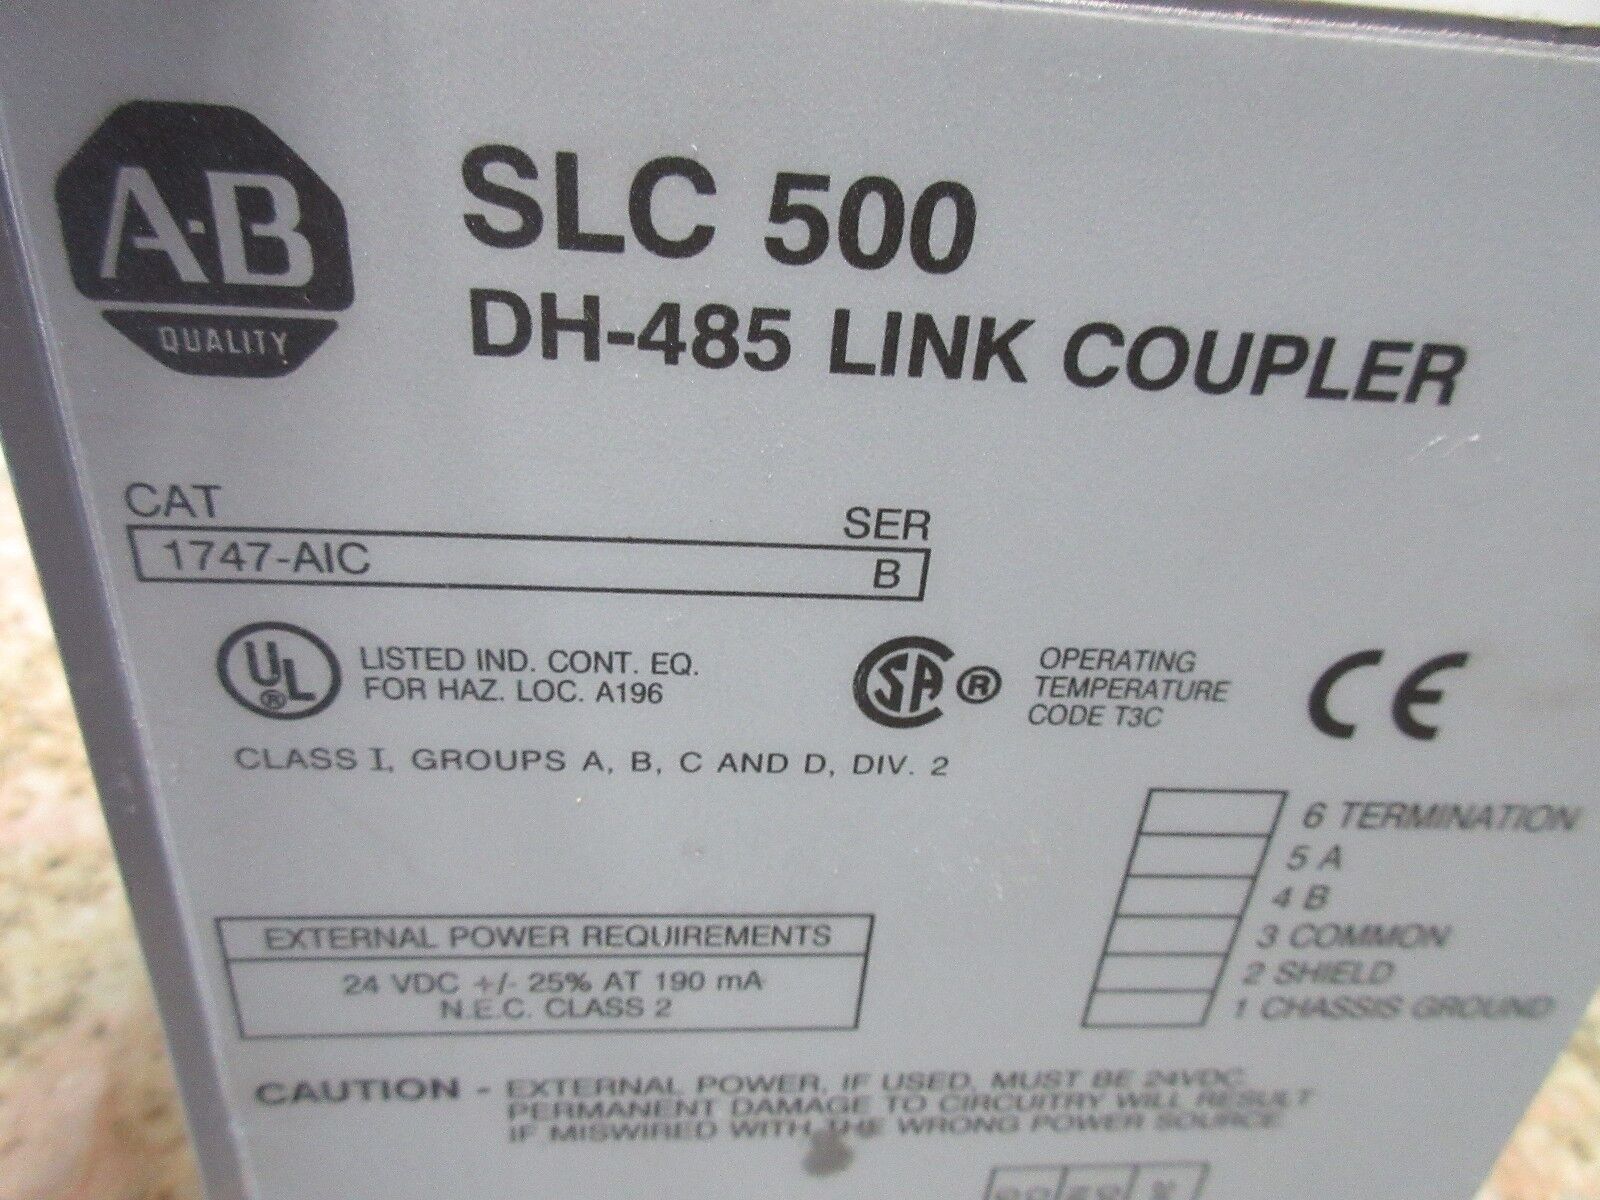 A-B
QUALITY
SLC 500
DH-485 LINK COUPLER
CAT
SER
1747-AIC
B
UL
®
LISTED IND. CONT. EQ.
FOR HAZ. LOC. A196
SA ®
OPERATING
TEMPERATURE
CODE T3C
CE
CLASS I, GROUPS A, B, C AND D, DIV. 2
6 TERMINATION
5 A
4 B
3 COMMON
2 SHIELD
1 CHASSIS GROUND
EXTERNAL POWER REQUIREMENTS
24 VDC +/- 25% AT 190 mA
N.E.C. CLASS 2
CAUTION - EXTERNAL POWER, IF USED, MUST BE 24VDC
PERMANENT DAMAGE TO CIRCUITRY WILL RESULT
IF MISWIRED WITH THE WRONG POWER SOURCE